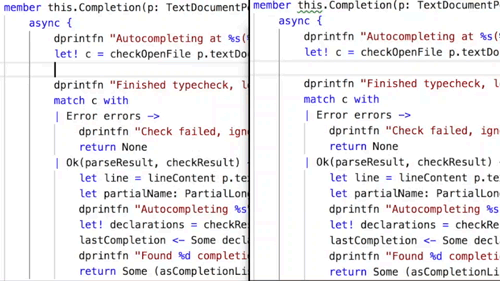 member this.Completion(p: TextDocumentP
async {
dprintfn "Autocompleting at %s(
let! c = checkOpenFile p.textDo
dprintfn "Finished typecheck, l
match c with
| Error errors ->
dprintfn "Check failed, ign
return None
| Ok(parseResult, checkResult)
let line = lineContent p.te
let partialName: PartialLon
dprintfn "Autocompleting %s
let! declarations = checkRe
lastCompletion <- Some decl
dprintfn "Found %d completi
return Some (asCompletionLi
member this.Completion(p: TextDocumentP
async {
dprintfn "Autocompleting at %s(
let! c = checkOpenFile p.textDo
dprintfn "Finished typecheck, l
match c with
| Error errors ->
dprintfn "Check failed, ign
return None
| Ok(parseResult, checkResult) -
let line = lineContent p.te
let partialName: PartialLon
dprintfn "Autocompleting %s
let! declarations = checkRe
lastCompletion <- Some decl
dprintfn "Found %d completi
return Some (asCompletionLi